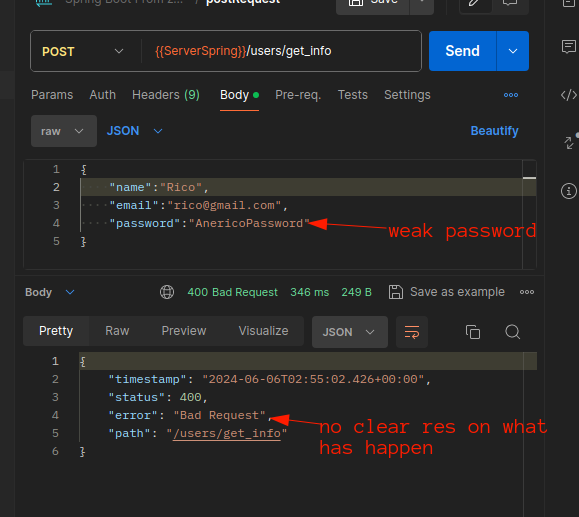 Spring Boot From
/ postRequest
Save
POST
{{ServerSpring}}/users/get_info
Send
Params Auth Headers (9) Body Pre-req. Tests Settings
raw JSON Beautify
1 {
2 "name":"Rico",
3 "email":"rico@gmail.com",
4 "password":"AnericoPassword"
weak password
5 }
Body 400 Bad Request 346 ms 249 B Save as example
Pretty Raw Preview Visualize JSON
1 {
2 "timestamp": "2024-06-06T02:55:02.426+00:00",
3 "status": 400,
4 "error": "Bad Request",
5 "path": "/users/get_info"
6 }
no clear res on what
has happen